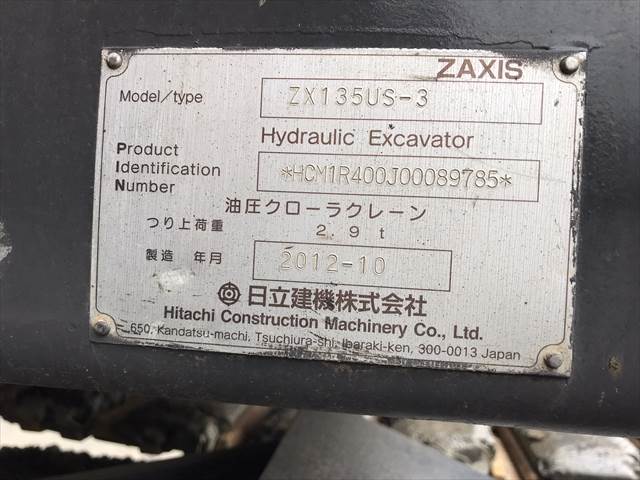 ZAXIS
Model/type ZX135US-3
Hydraulic Excavator
Product
Identification
Number *HCM1R400J00089785*
油圧クローラクレーン
つり上荷重 2.9t
製造 年月 2012-10
日立建機株式会社
Hitachi Construction Machinery Co., Ltd.
650, Kandatsu-machi, Tsuchiura-shi, Ibaraki-ken, 300-0013 Japan